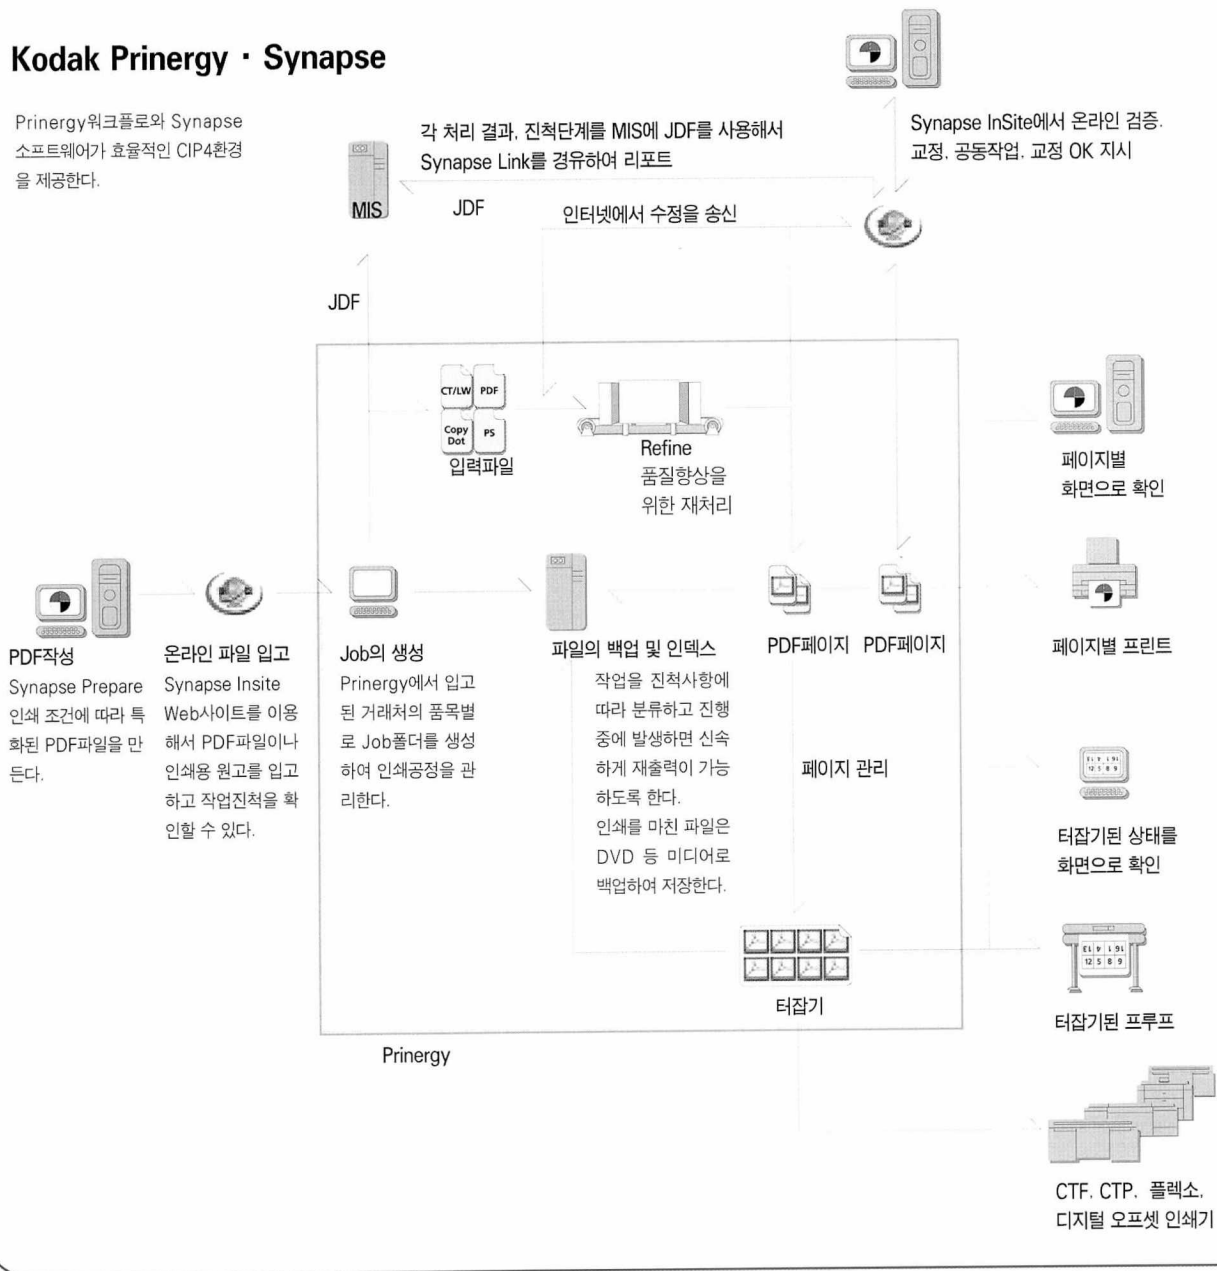 Kodak Prinergy · Synapse
Prinergy워크플로와 Synapse
소프트웨어가 효율적인 CIP4환경
을 제공한다.
각 처리 결과, 진척단계를 MIS에 JDF를 사용해서
Synapse Link를 경유하여 리포트
Synapse InSite에서 온라인 검증,
교정, 공동작업, 교정 OK 지시
MIS
JDF
인터넷에서 수정을 송신
JDF
CT/LW
PDF
Copy
Dot
PS
입력파일
Refine
품질향상을
위한 재처리
페이지별
화면으로 확인
PDF작성
Synapse Prepare
인쇄 조건에 따라 특
화된 PDF파일을 만
든다.
온라인 파일 입고
Synapse Insite
Web사이트를 이용
해서 PDF파일이나
인쇄용 원고를 입고
하고 작업진척을 확
인할 수 있다.
Job의 생성
Prinergy에서 입고
된 거래처의 품목별
로 Job폴더를 생성
하여 인쇄공정을 관
리한다.
파일의 백업 및 인덱스
작업을 진척사항에
따라 분류하고 진행
중에 발생하면 신속
하게 재출력이 가능
하도록 한다.
인쇄를 마친 파일은
DVD 등 미디어로
백업하여 저장한다.
PDF페이지
PDF페이지
페이지별 프린트
페이지 관리
13 4 1 16
12 5 8 9
터잡기된 상태를
화면으로 확인
터잡기
13 4 1 16
12 5 8 9
터잡기된 프루프
Prinergy
CTF, CTP, 플렉소,
디지털 오프셋 인쇄기